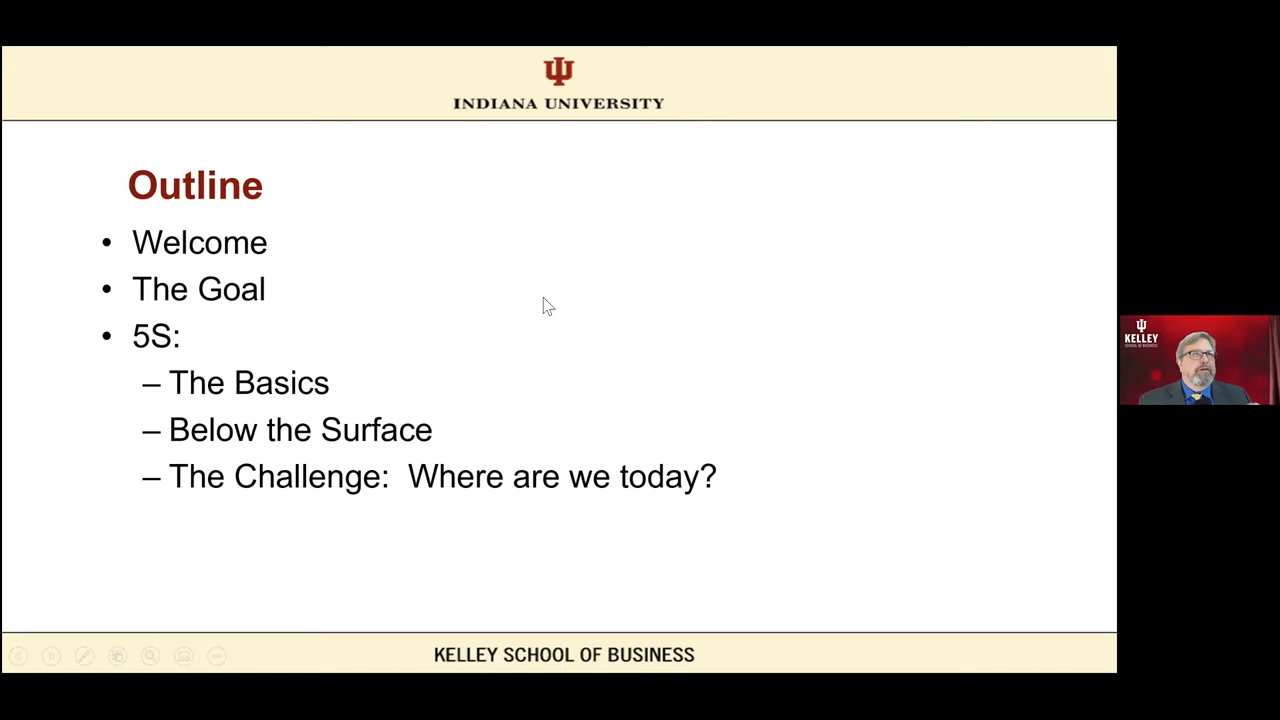 INDIANA UNIVERSITY
Outline
• Welcome
• The Goal
• 5S:
– The Basics
– Below the Surface
– The Challenge: Where are we today?
KELLEY
SCHOOL OF BUSINESS
KELLEY SCHOOL OF BUSINESS